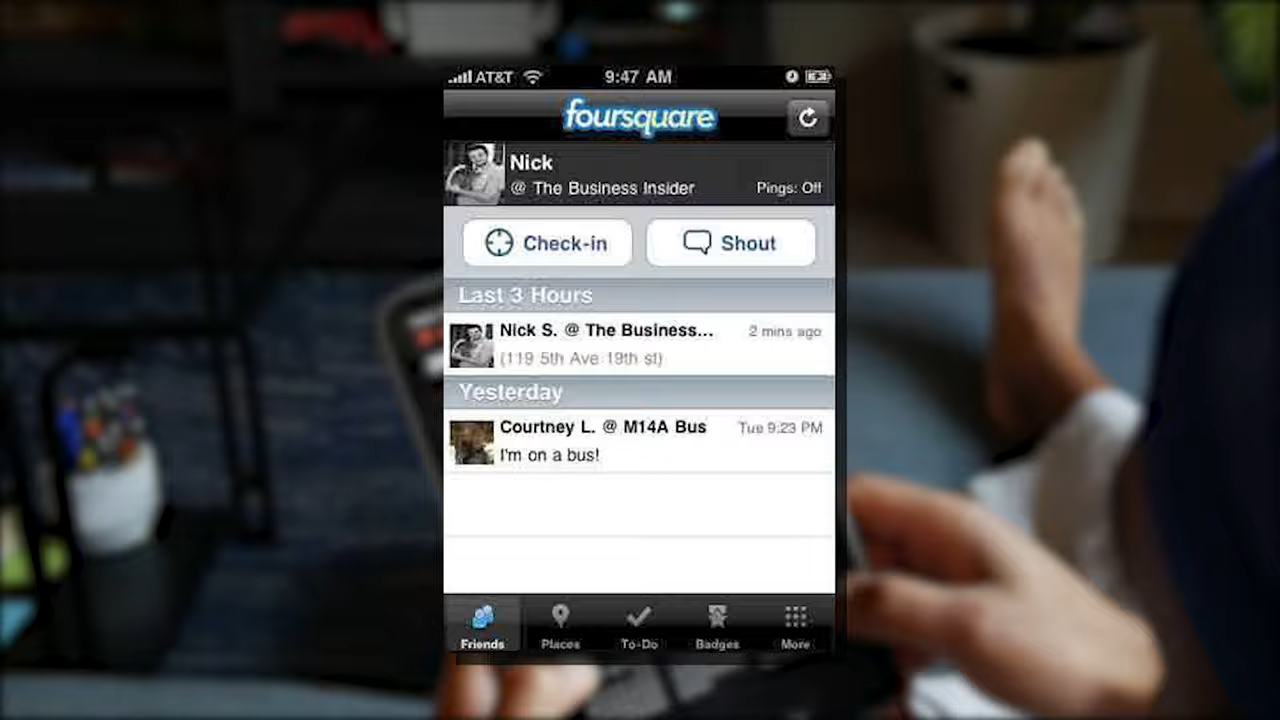 AT&T 9:47 AM
foursquare
Nick
@ The Business Insider Pings: Off
Check-in Shout
Last 3 Hours
Nick S. @ The Business... 2 mins ago
(119 5th Ave 19th st)
Yesterday
Courtney L. @ M14A Bus Tue 9:23 PM
I'm on a bus!
Friends Places To-Do Badges More